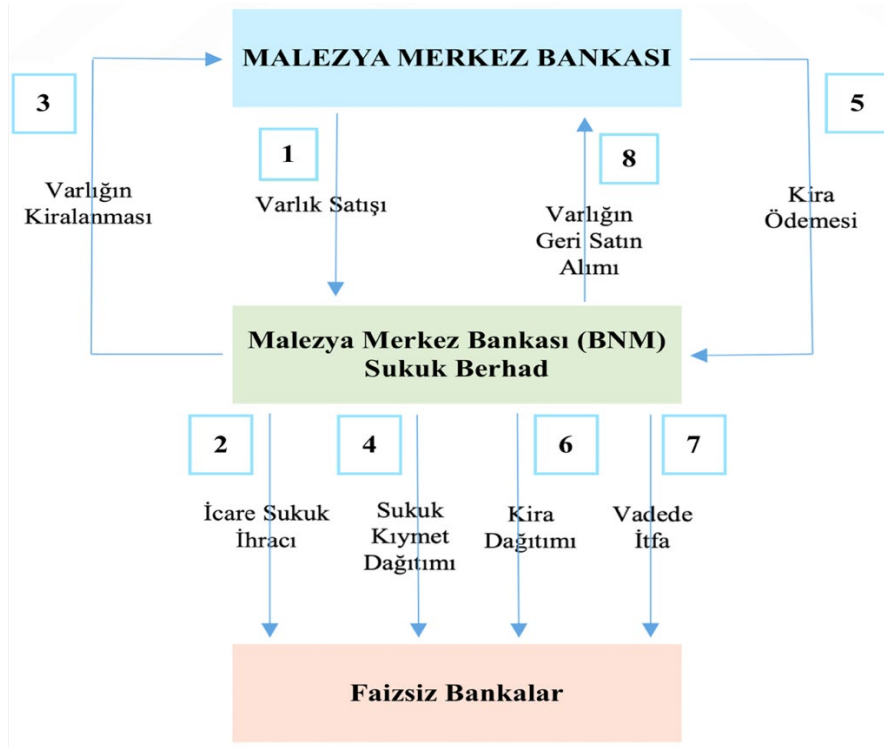 MALEZYA MERKEZ BANKASI
3
5
1
8
Varlığın
Kiralanması
Varlık Satışı
Varlığın
Geri Satın
Alımı
Kira
Ödemesi
Malezya Merkez Bankası (BNM)
Sukuk Berhad
2
4
6
7
İcare Sukuk
İhracı
Sukuk
Kıymet
Dağıtımı
Kira
Dağıtımı
Vadede
İtfa
Faizsiz Bankalar